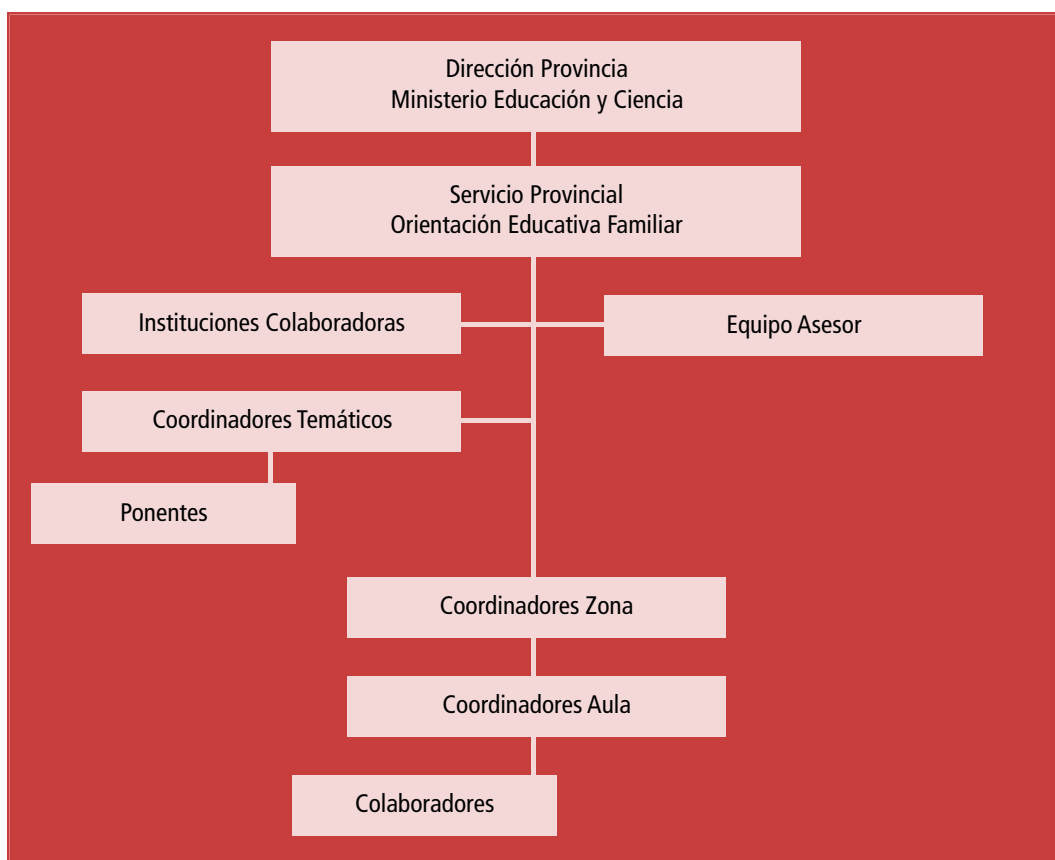 Dirección Provincia
Ministerio Educación y Ciencia
Servicio Provincial
Orientación Educativa Familiar
Instituciones Colaboradoras
Equipo Asesor
Coordinadores Temáticos
Ponentes
Coordinadores Zona
Coordinadores Aula
Colaboradores